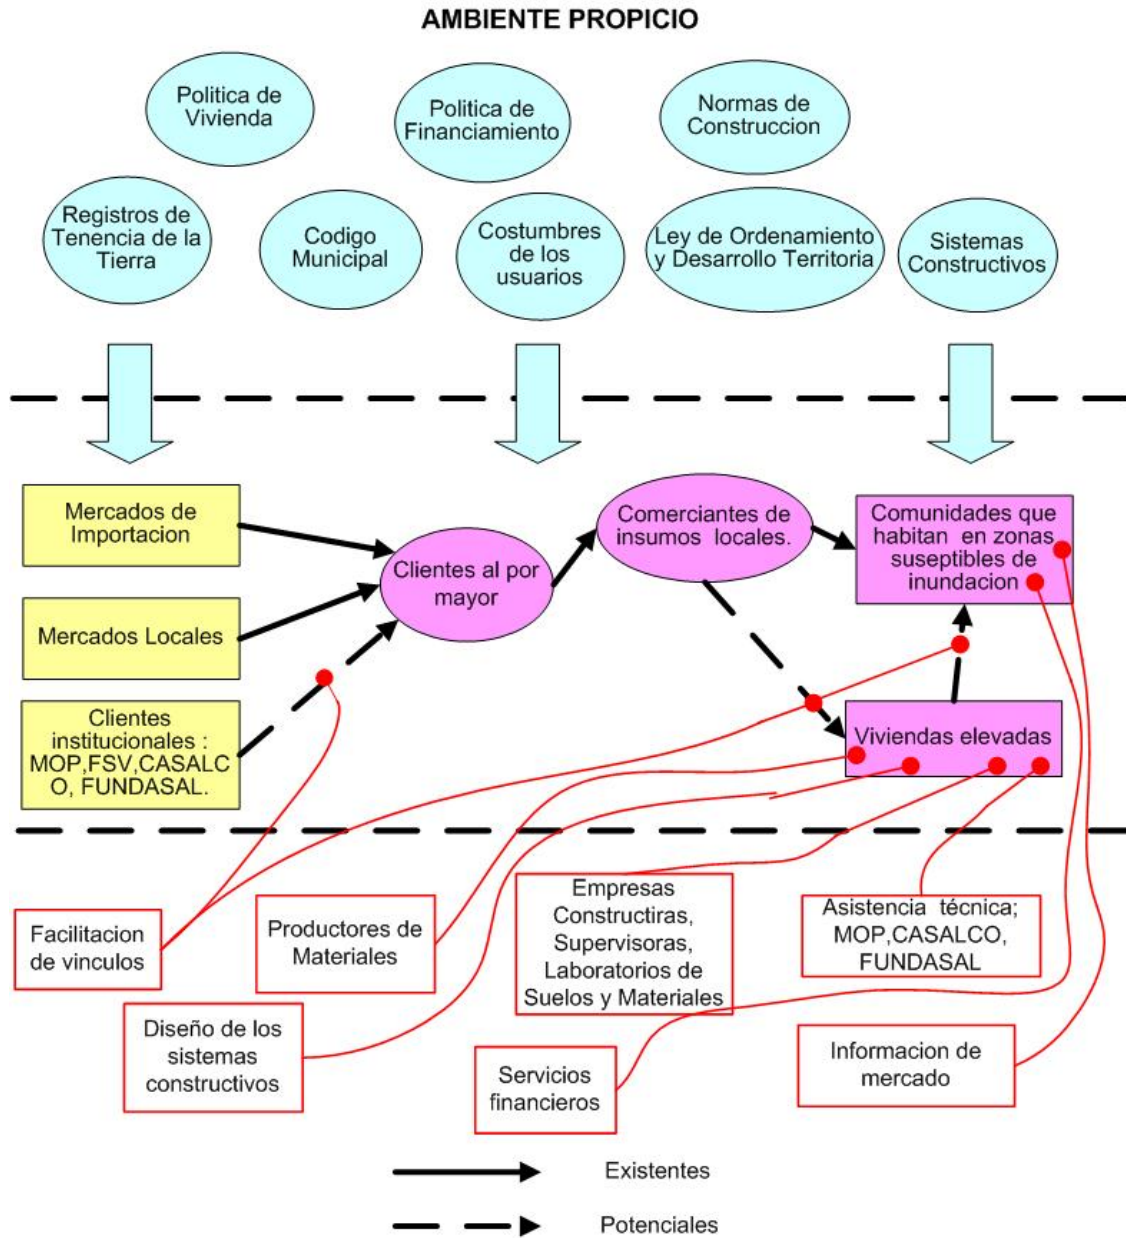 AMBIENTE PROPICIO
Politica de
Vivienda
Politica de
Financiamiento
Normas de
Construccion
Registros de
Tenencia de la
Tierra
Codigo
Municipal
Costumbres
de los
usuarios
Ley de Ordenamiento
y Desarrollo Territoria
Sistemas
Constructivos
Mercados de
Importacion
Mercados Locales
Clientes
institucionales :
MOP,FSV,CASALC
O, FUNDASAL.
Clientes al por
mayor
Comerciantes de
insumos locales.
Comunidades que
habitan en zonas
suseptibles de
inundacion
Viviendas elevadas
Facilitacion
de vinculos
Productores de
Materiales
Empresas
Constructiras,
Supervisoras,
Laboratorios de
Suelos y Materiales
Asistencia técnica;
MOP,CASALCO,
FUNDASAL
Diseño de los
sistemas
constructivos
Servicios
financieros
Informacion de
mercado
Existentes
Potenciales